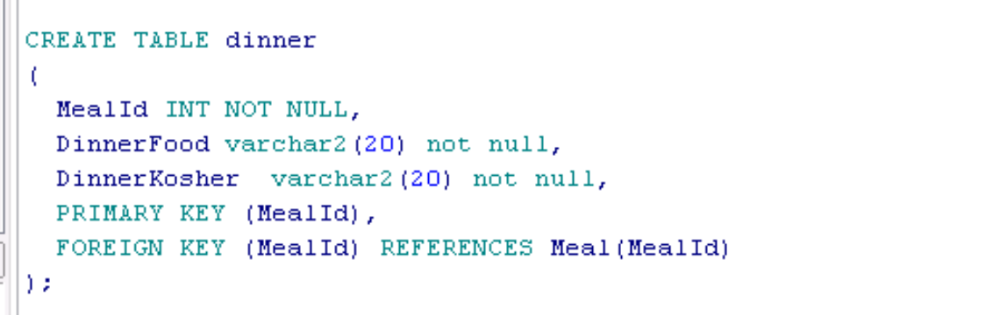 CREATE TABLE dinner
(
  MealId INT NOT NULL,
  DinnerFood varchar2(20) not null,
  DinnerKosher  varchar2(20) not null,
  PRIMARY KEY (MealId),
  FOREIGN KEY (MealId) REFERENCES Meal(MealId)
);